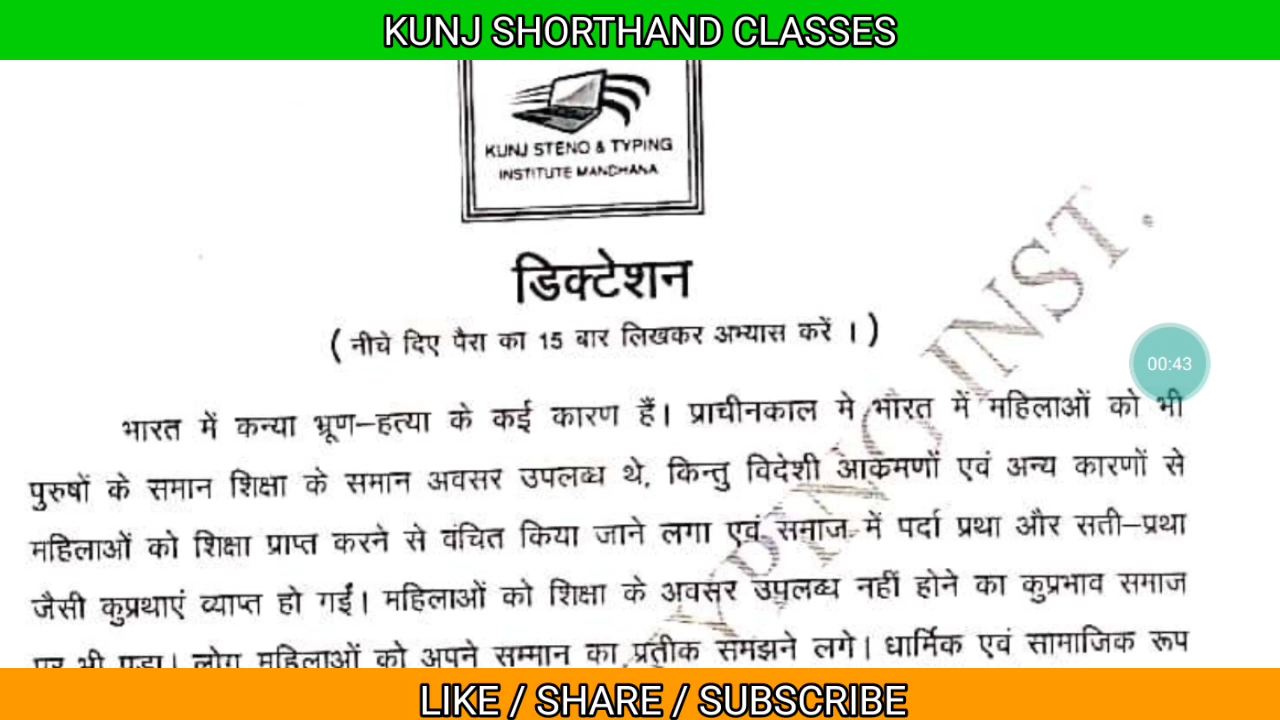 KUNJ SHORTHAND CLASSES
KUNJ STENO & TYPING
INSTITUTE MANDHANA
डिक्टेशन
( नीचे दिए पैरा का 15 बार लिखकर अभ्यास करें । )
00:43
भारत में कन्या भ्रूण–हत्या के कई कारण हैं। प्राचीनकाल मे भारत में महिलाओं को भी
पुरुषों के समान शिक्षा के समान अवसर उपलब्ध थे, किन्तु विदेशी आक्रमणों एवं अन्य कारणों से
महिलाओं को शिक्षा प्राप्त करने से वंचित किया जाने लगा एवं समाज में पर्दा प्रथा और सती–प्रथा
जैसी कुप्रथाएं व्याप्त हो गईं। महिलाओं को शिक्षा के अवसर उपलब्ध नहीं होने का कुप्रभाव समाज
पर भी पड़ा। लोग महिलाओं को अपने सम्मान का प्रतीक समझने लगे। धार्मिक एवं सामाजिक रूप
INST.
LIKE / SHARE / SUBSCRIBE